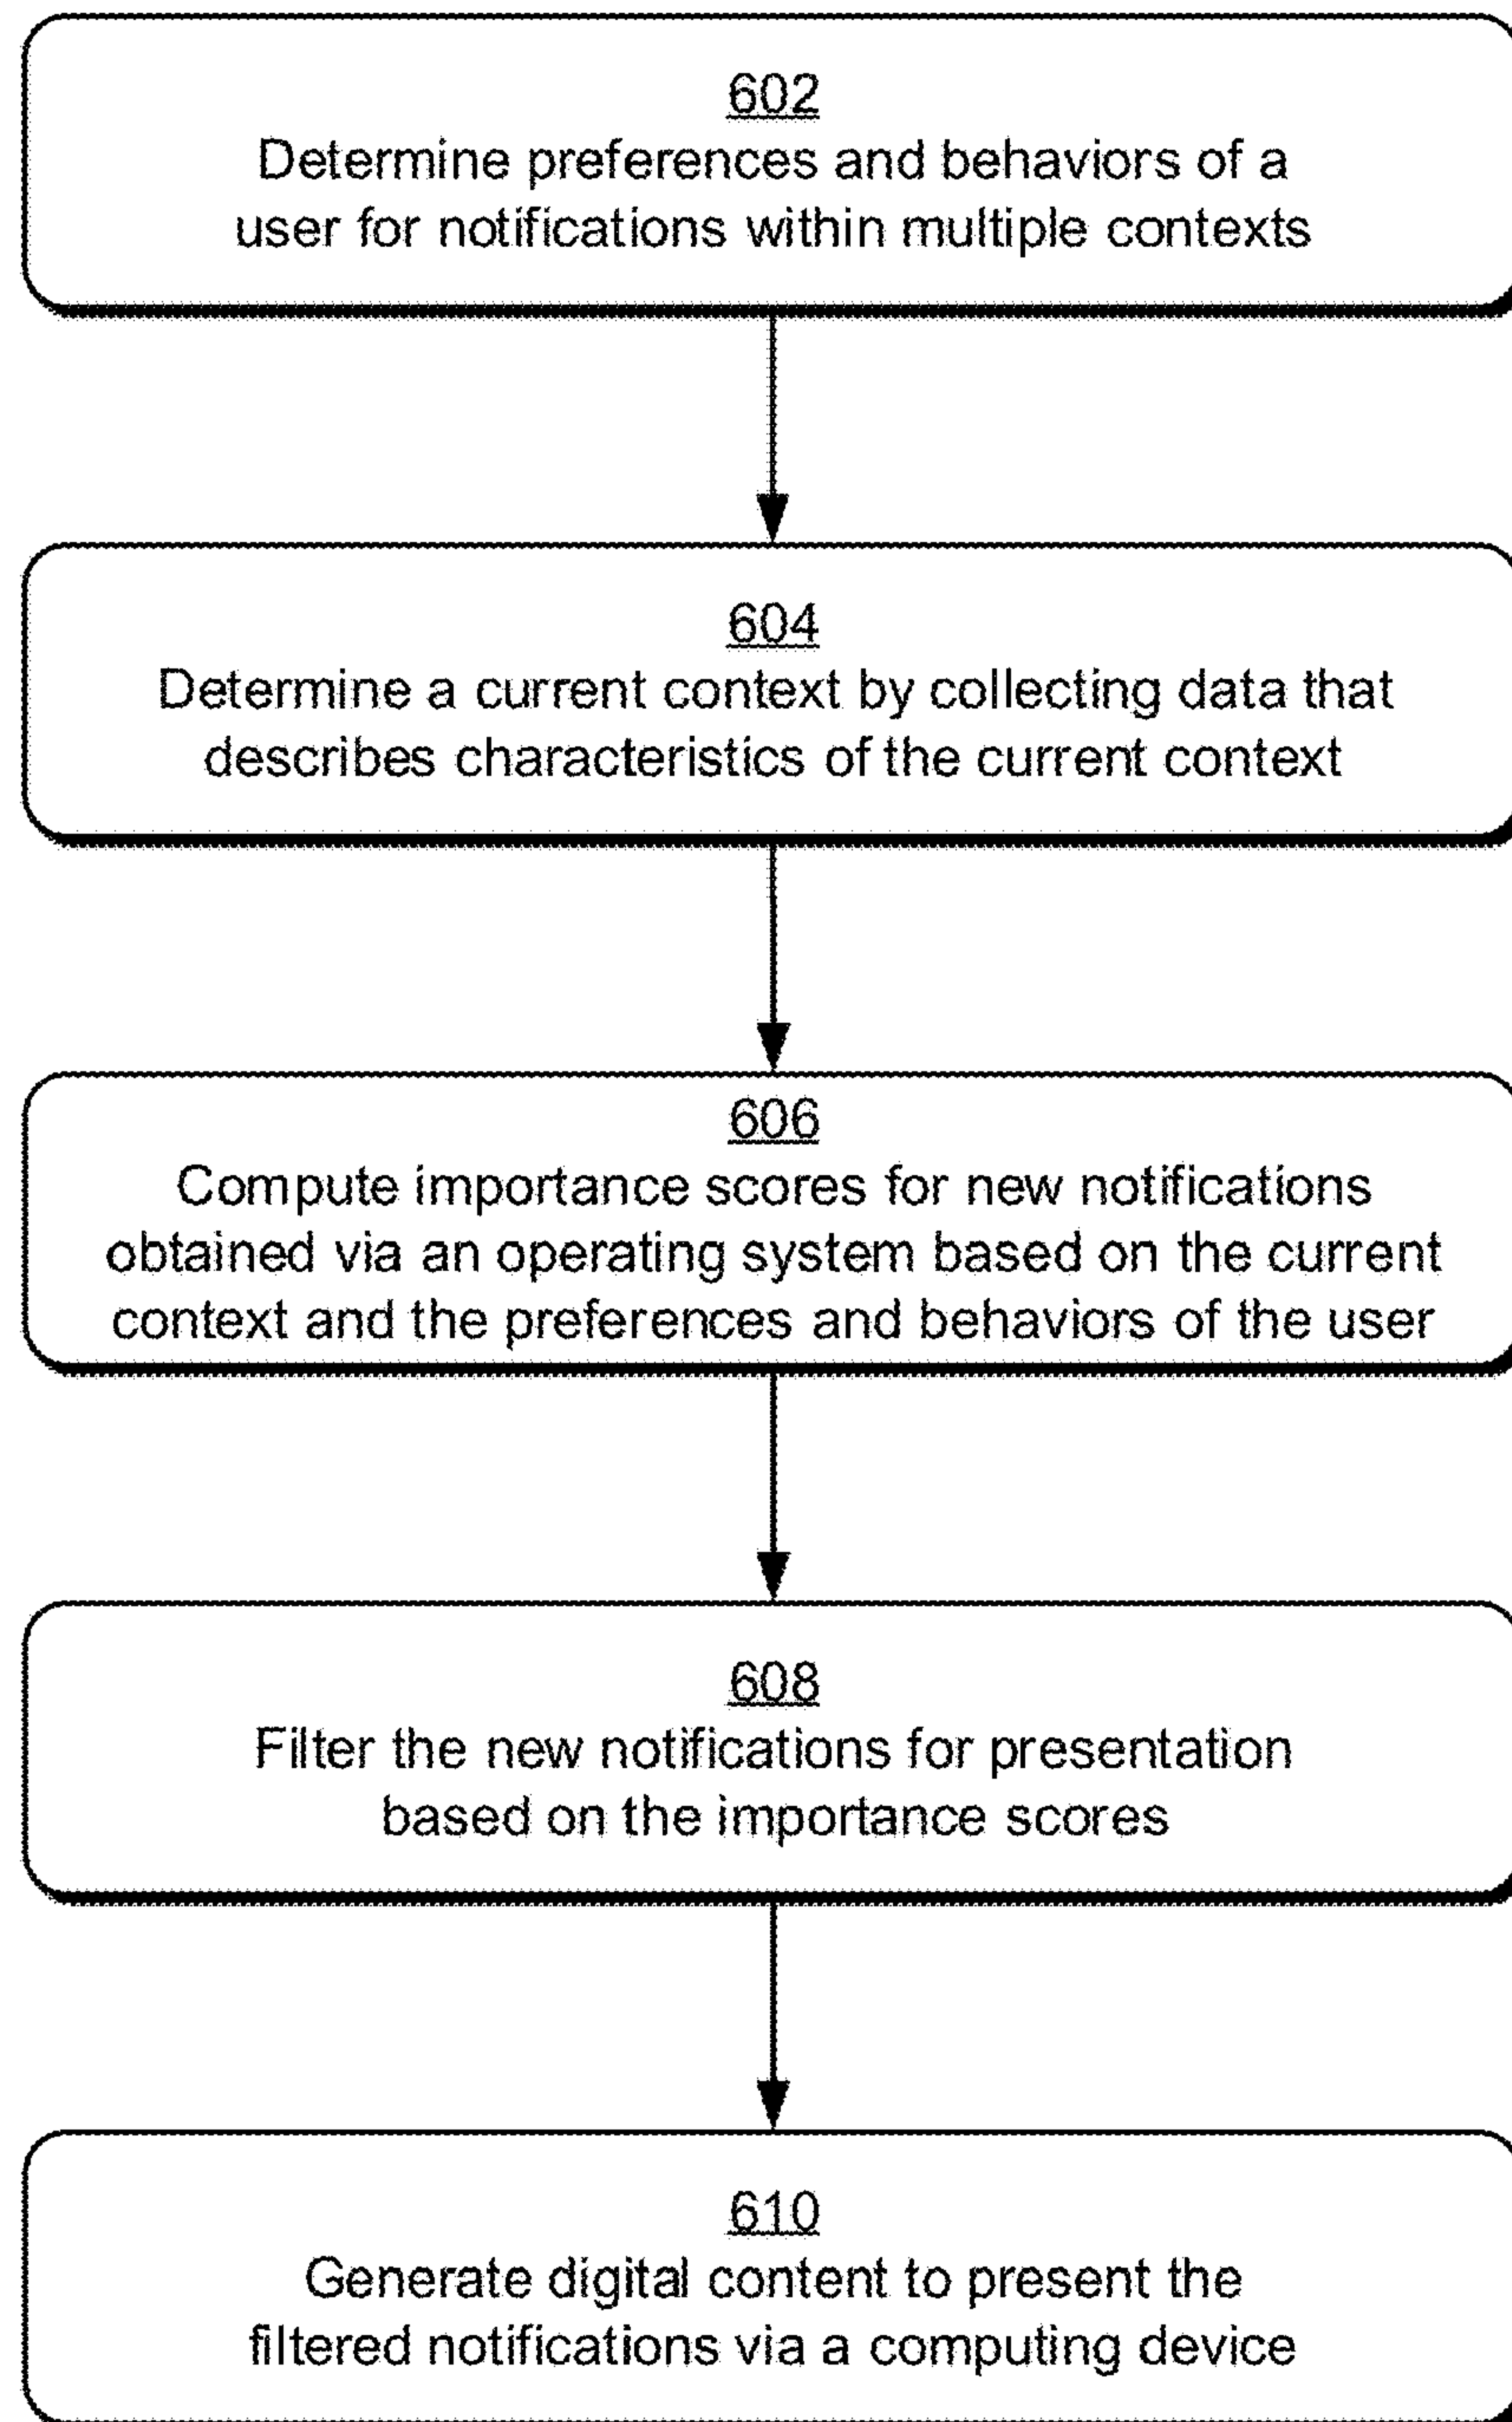 602
Determine preferences and behaviors of a
user for notifications within multiple contexts
604
Determine a current context by collecting data that
describes characteristics of the current context
606
Compute importance scores for new notifications
obtained via an operating system based on the current
context and the preferences and behaviors of the user
608
Filter the new notifications for presentation
based on the importance scores
610
Generate digital content to present the
filtered notifications via a computing device